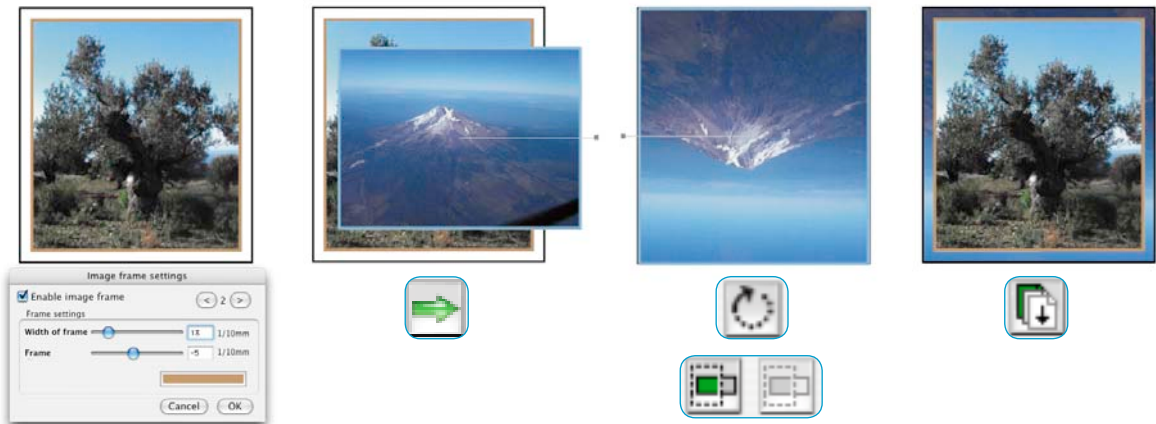 Image frame settings
Enable image frame
< 2 >
Frame settings
Width of frame
1/10mm
Frame -5 1/10mm
Cancel OK